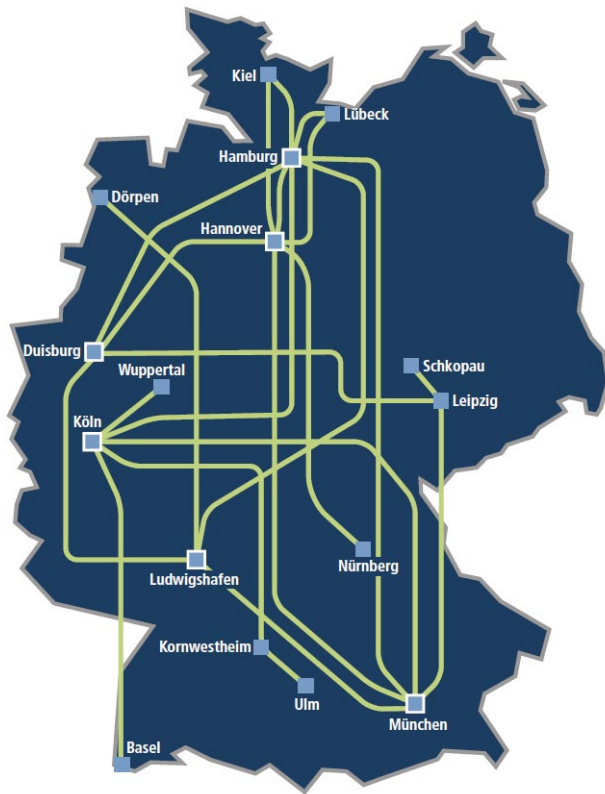 Kiel
Lübeck
Hamburg
Dörpen
Hannover
Duisburg
Wuppertal
Schkopau
Leipzig
Köln
Nürnberg
Ludwigshafen
Kornwestheim
Ulm
München
Basel